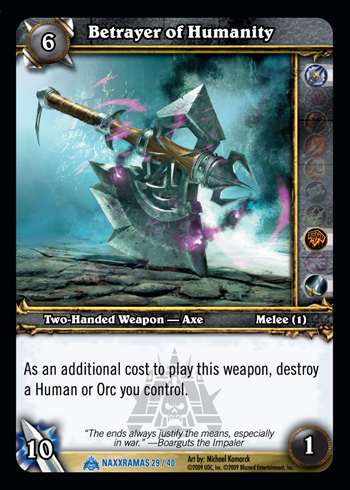 6
Betrayer of Humanity
Two-Handed Weapon — Axe Melee (1)
As an additional cost to play this weapon, destroy
a Human or Orc you control.
"The ends always justify the means, especially
in war." —Boarguts the Impaler
10
1
NAXXRAMAS 29 / 40
Art by: Michael Komarck
©2009 UDC, Inc. ©2009 Blizzard Entertainment, Inc.